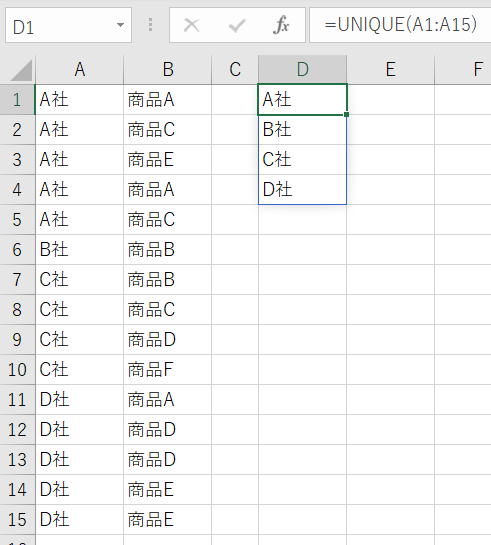 D1 fx =UNIQUE(A1:A15)
A B C D E F
1 A社 商品A A社
2 A社 商品C B社
3 A社 商品E C社
4 A社 商品A D社
5 A社 商品C
6 B社 商品B
7 C社 商品B
8 C社 商品C
9 C社 商品D
10 C社 商品F
11 D社 商品A
12 D社 商品D
13 D社 商品D
14 D社 商品E
15 D社 商品E